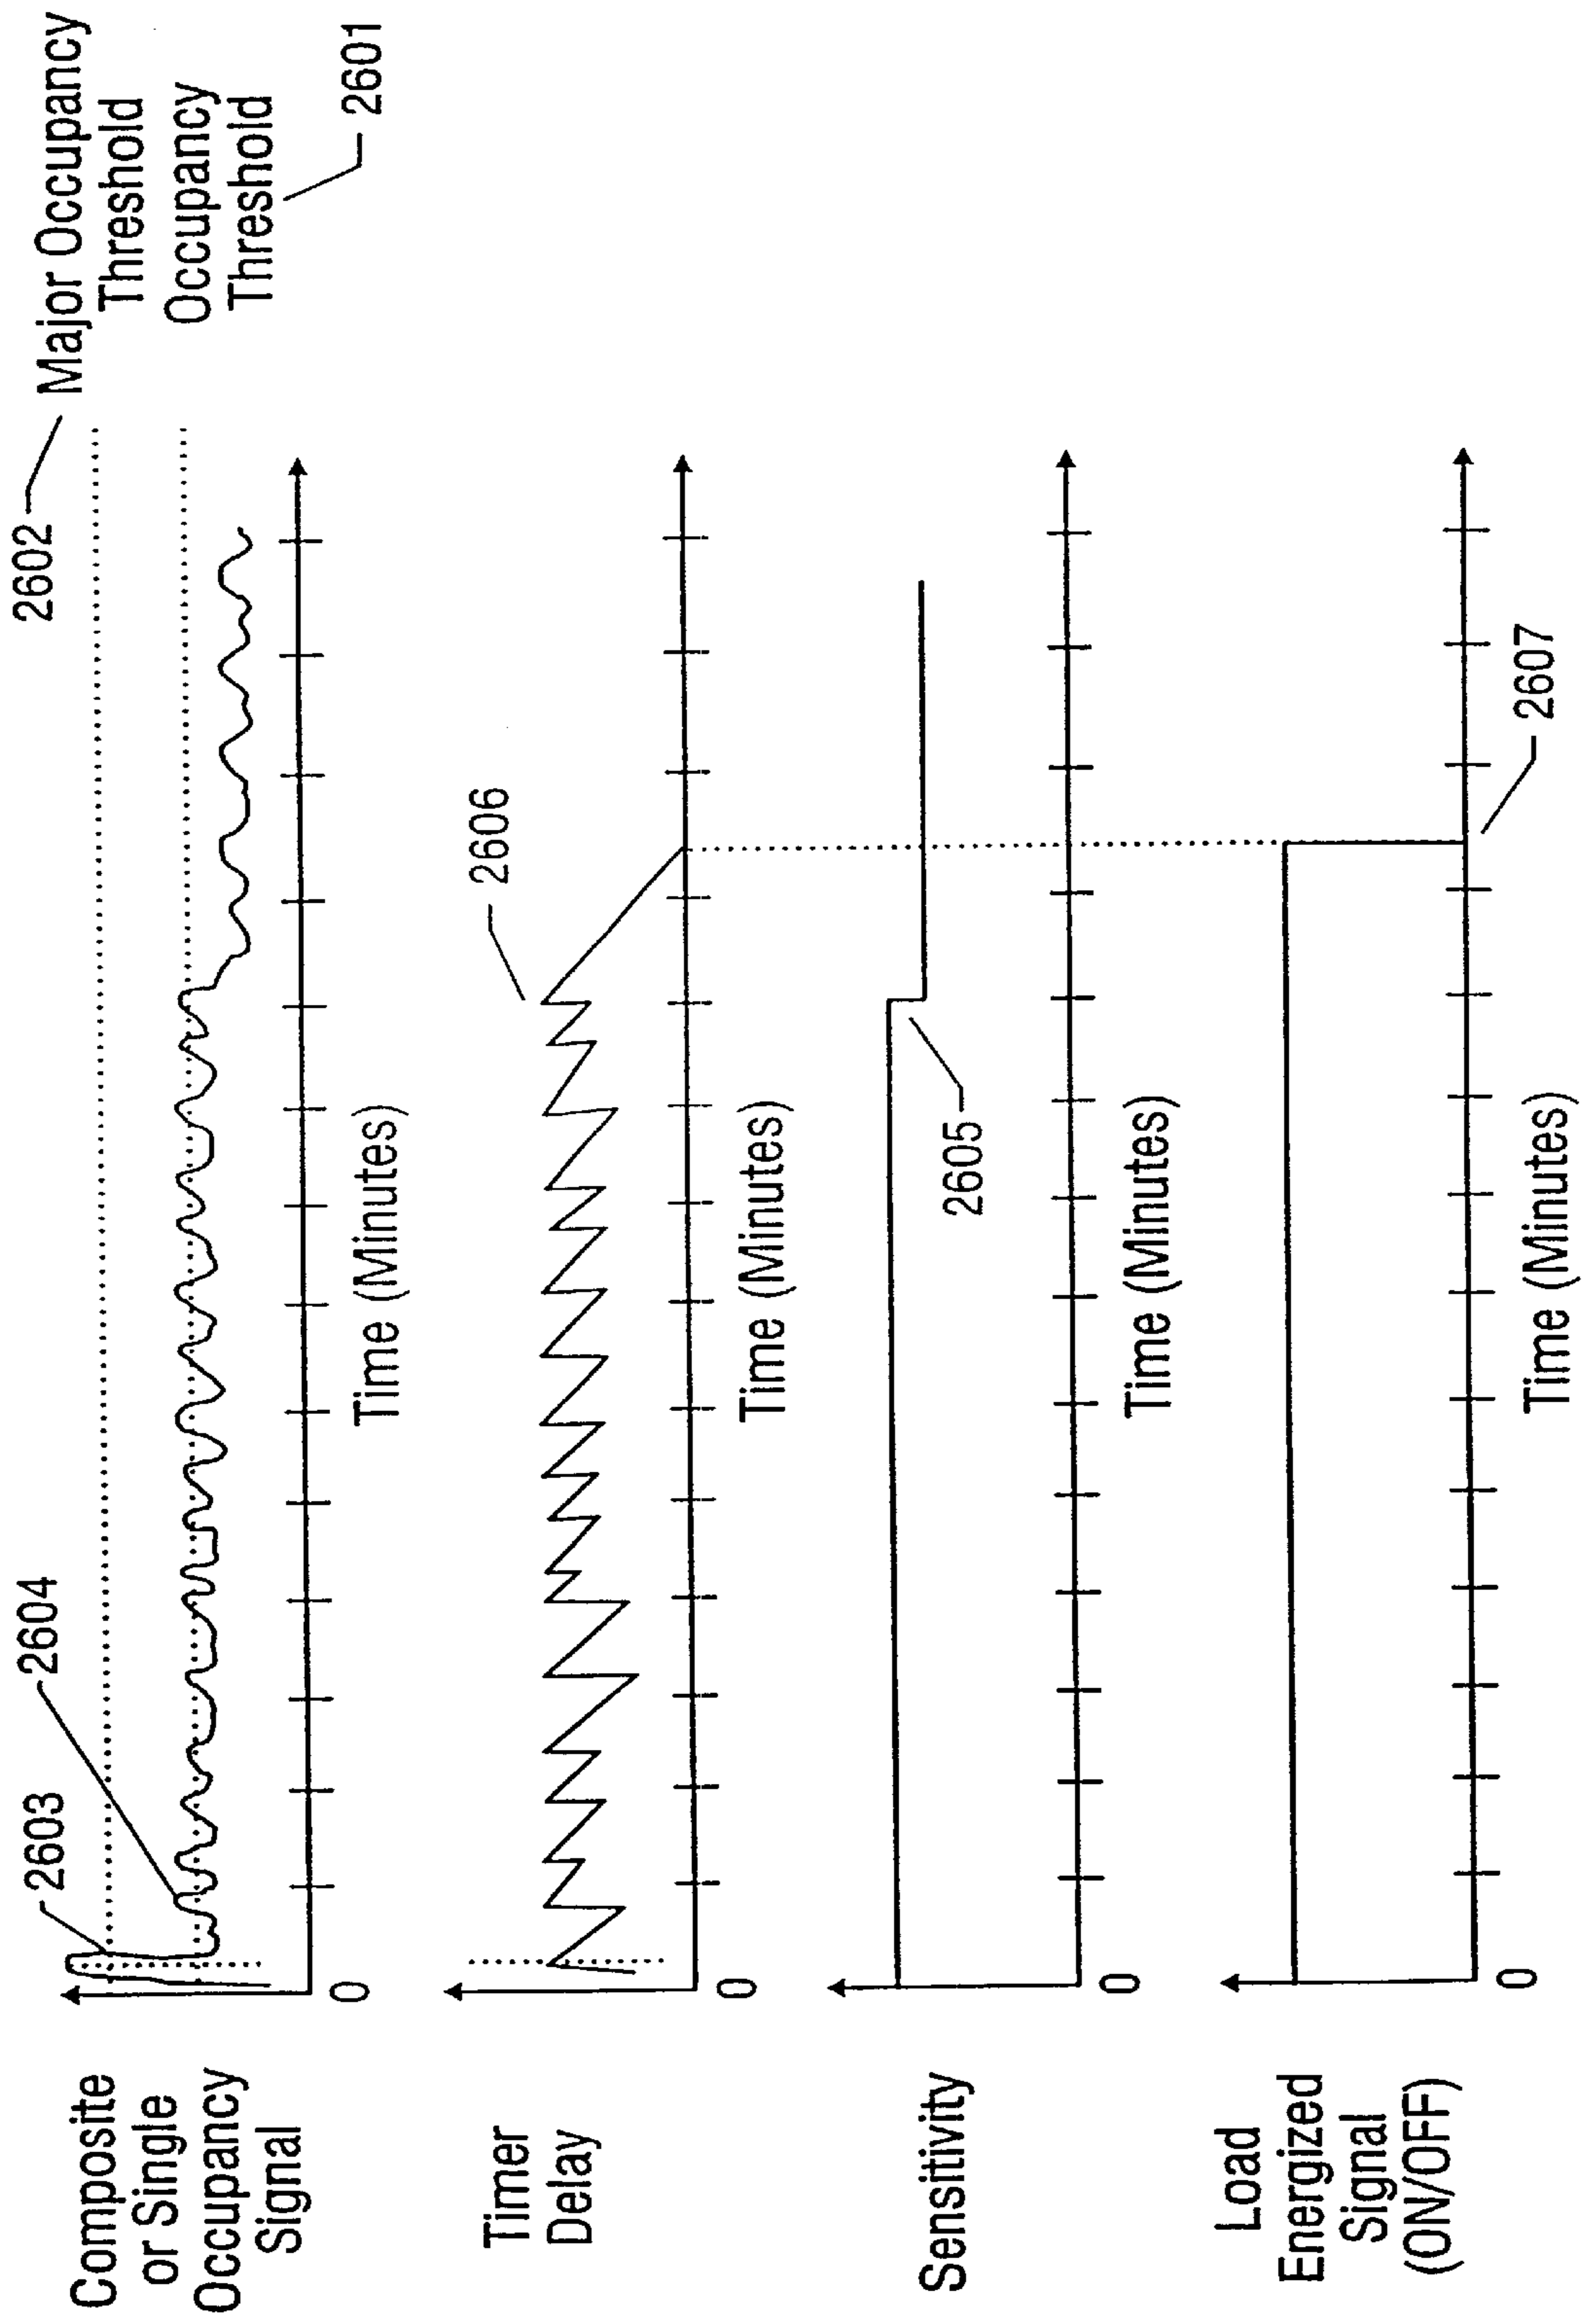 2602
Major Occupancy
Threshold
Occupancy
Threshold
2601
2603
2604
Composite
or Single
Occupancy
Signal
0
Time (Minutes)
2606
Timer
Delay
0
Time (Minutes)
Sensitivity
2605
0
Time (Minutes)
Load
Energized
Signal
(ON/OFF)
2607
0
Time (Minutes)